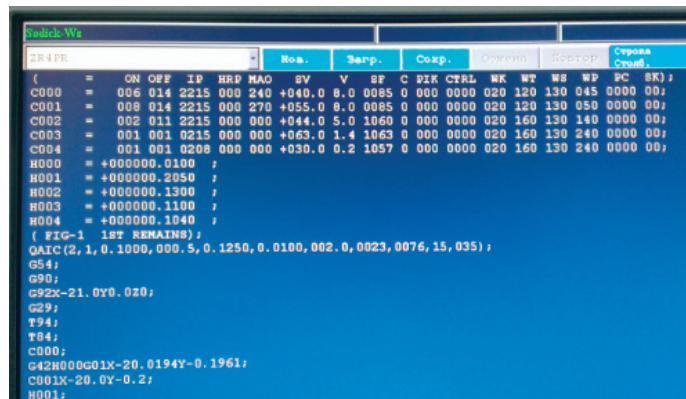 Sodick-Wz
2R4PR
Нов. Загр. Сохр. Отмена Повтор Строка Столб.
( = ON OFF IP HRP MAO SV V SF C PIK CTRL WK WT WS WP PC SK);
C000 = 006 014 2215 000 240 +040.0 8.0 0085 0 000 0000 020 120 130 045 0000 00;
C001 = 008 014 2215 000 270 +055.0 8.0 0085 0 000 0000 020 120 130 050 0000 00;
C002 = 002 011 2215 000 000 +044.0 5.0 1060 0 000 0000 020 160 130 140 0000 00;
C003 = 001 001 2215 000 000 +063.0 1.4 1063 0 000 0000 020 160 130 240 0000 00;
C004 = 001 001 0208 000 000 +030.0 0.2 1057 0 000 0000 020 160 130 240 0000 00;
H000 = +000000.0100 ;
H001 = +000000.2050 ;
H002 = +000000.1300 ;
H003 = +000000.1100 ;
H004 = +000000.1040 ;
( FIG-1 1ST REMAINS);
QAIC(2,1,0.1000,000.5,0.1250,0.0100,002.0,0023,0076,15,035);
G54;
G90;
G92X-21.0Y0.0Z0;
G29;
T94;
T84;
C000;
G42H000G01X-20.0194Y-0.1961;
C001X-20.0Y-0.2;
H001;